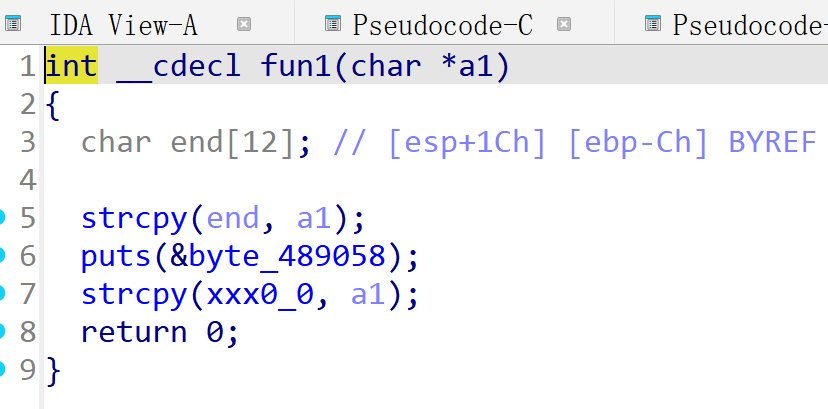 IDA View-A Pseudocode-C Pseudocode-
1 int __cdecl fun1(char *a1)
2 {
3 char end[12]; // [esp+1Ch] [ebp-Ch] BYREF
4
5 strcpy(end, a1);
6 puts(&byte_489058);
7 strcpy(xxx0_0, a1);
8 return 0;
9 }